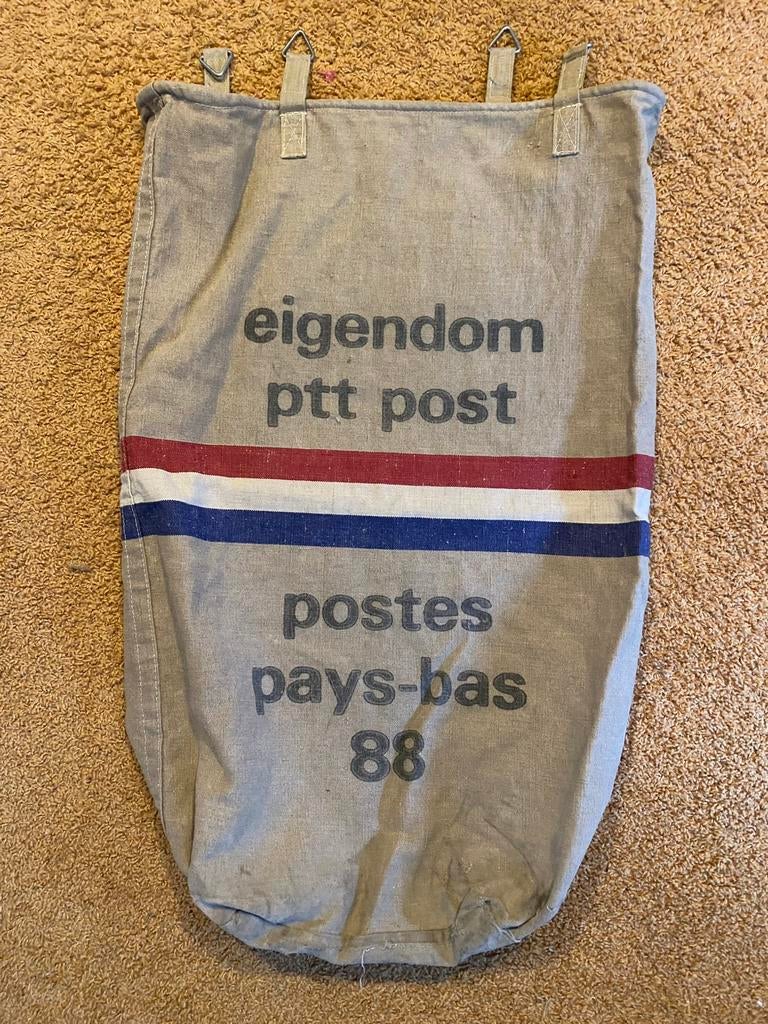 eigendom
ptt post
postes
pays-bas
88